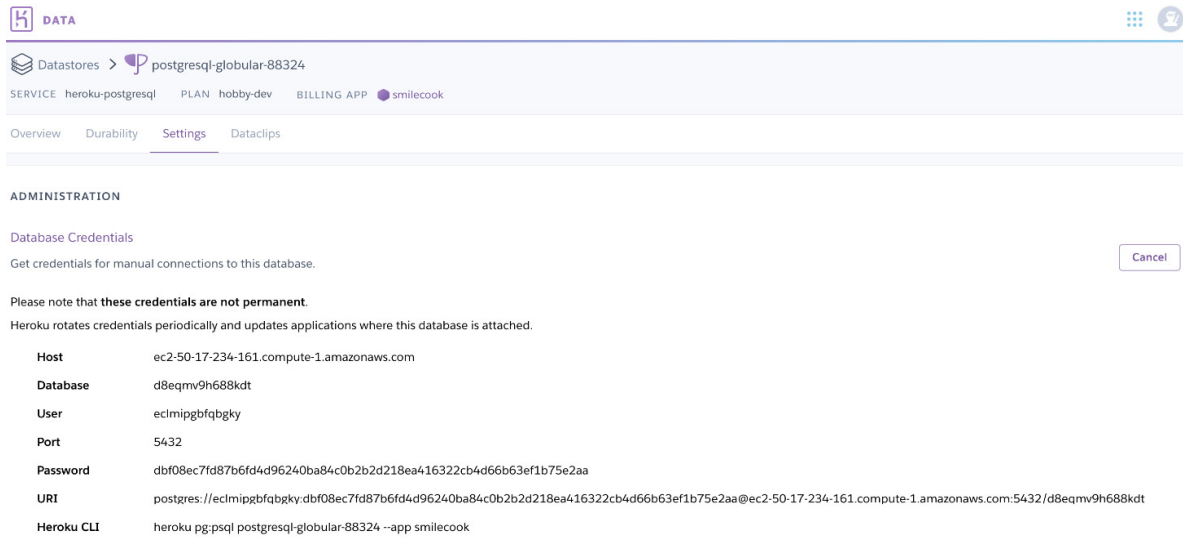 DATA
Datastores > postgresql-globular-88324
SERVICE heroku-postgresql PLAN hobby-dev BILLING APP smilecook
Overview Durability Settings Dataclips
ADMINISTRATION
Database Credentials
Get credentials for manual connections to this database.
Cancel
Please note that these credentials are not permanent.
Heroku rotates credentials periodically and updates applications where this database is attached.
Host ec2-50-17-234-161.compute-1.amazonaws.com
Database d8eqmv9h688kdt
User eclmipgbfqbgky
Port 5432
Password dbf08ec7fd87b6fd4d96240ba84c0b2b2d218ea416322cb4d66b63ef1b75e2aa
URI postgres://eclmipgbfqbgky:dbf08ec7fd87b6fd4d96240ba84c0b2b2d218ea416322cb4d66b63ef1b75e2aa@ec2-50-17-234-161.compute-1.amazonaws.com:5432/d8eqmv9h688kdt
Heroku CLI heroku pg:psql postgresql-globular-88324 --app smilecook